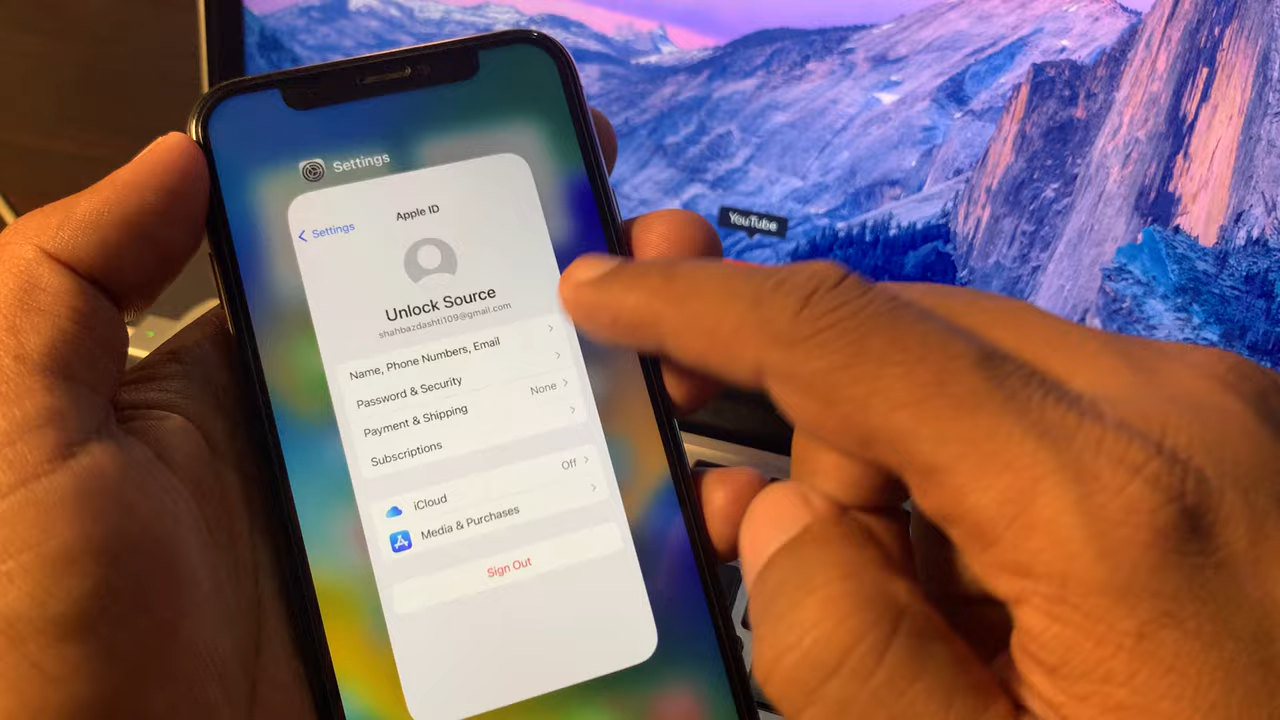 Settings
Apple ID
Settings
YouTube
Unlock Source
shahbazdashti109@gmail.com
Name, Phone Numbers, Email
Password & Security
Payment & Shipping None
Subscriptions
iCloud Off
Media & Purchases
Sign Out